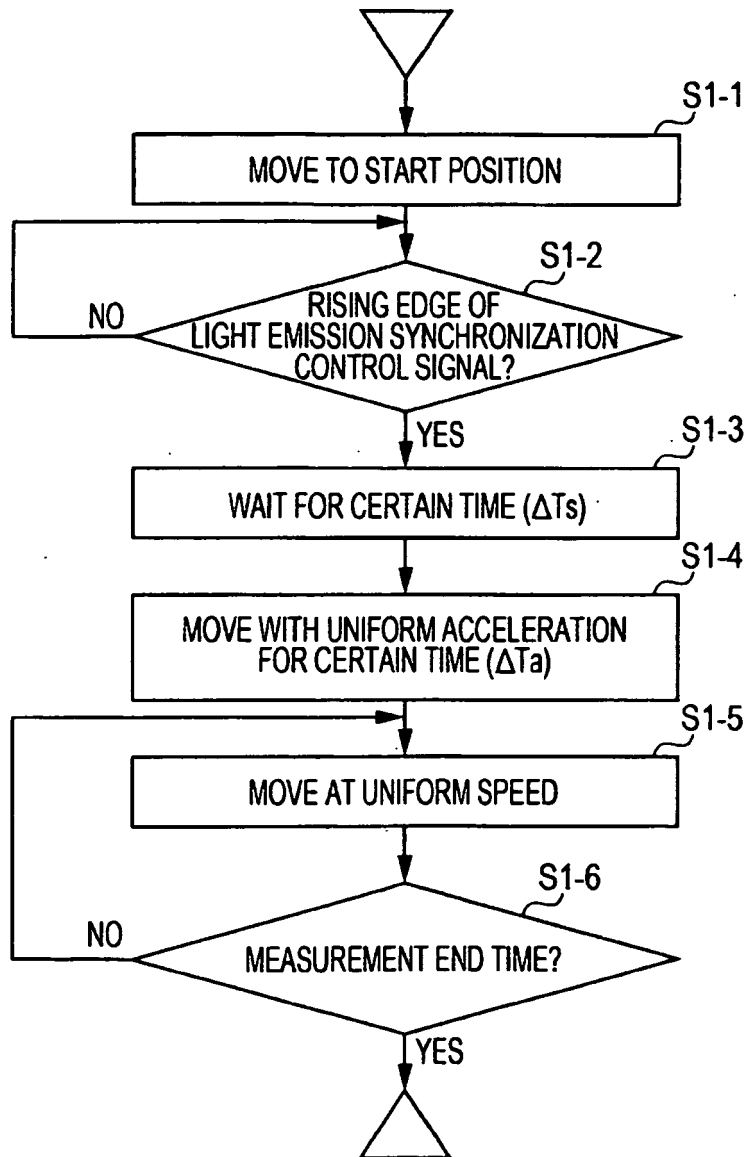 S1-1
MOVE TO START POSITION
S1-2
RISING EDGE OF
LIGHT EMISSION SYNCHRONIZATION
CONTROL SIGNAL?
NO
YES
S1-3
WAIT FOR CERTAIN TIME (ΔTs)
S1-4
MOVE WITH UNIFORM ACCELERATION
FOR CERTAIN TIME (ΔTa)
S1-5
MOVE AT UNIFORM SPEED
S1-6
NO
MEASUREMENT END TIME?
YES